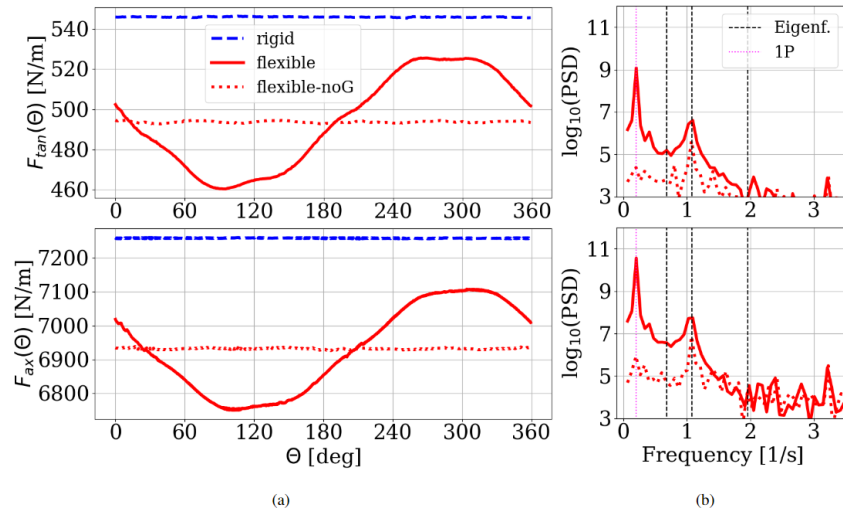 F_tan(Θ) [N/m]
540
520
500
480
460
rigid
flexible
flexible-noG
0 60 120 180 240 300 360
log10(PSD)
11
9
7
5
3
Eigenf.
1P
0 1 2 3
F_ax(Θ) [N/m]
7200
7100
7000
6900
6800
0 60 120 180 240 300 360
Θ [deg]
log10(PSD)
11
9
7
5
3
0 1 2 3
Frequency [1/s]
(a) (b)